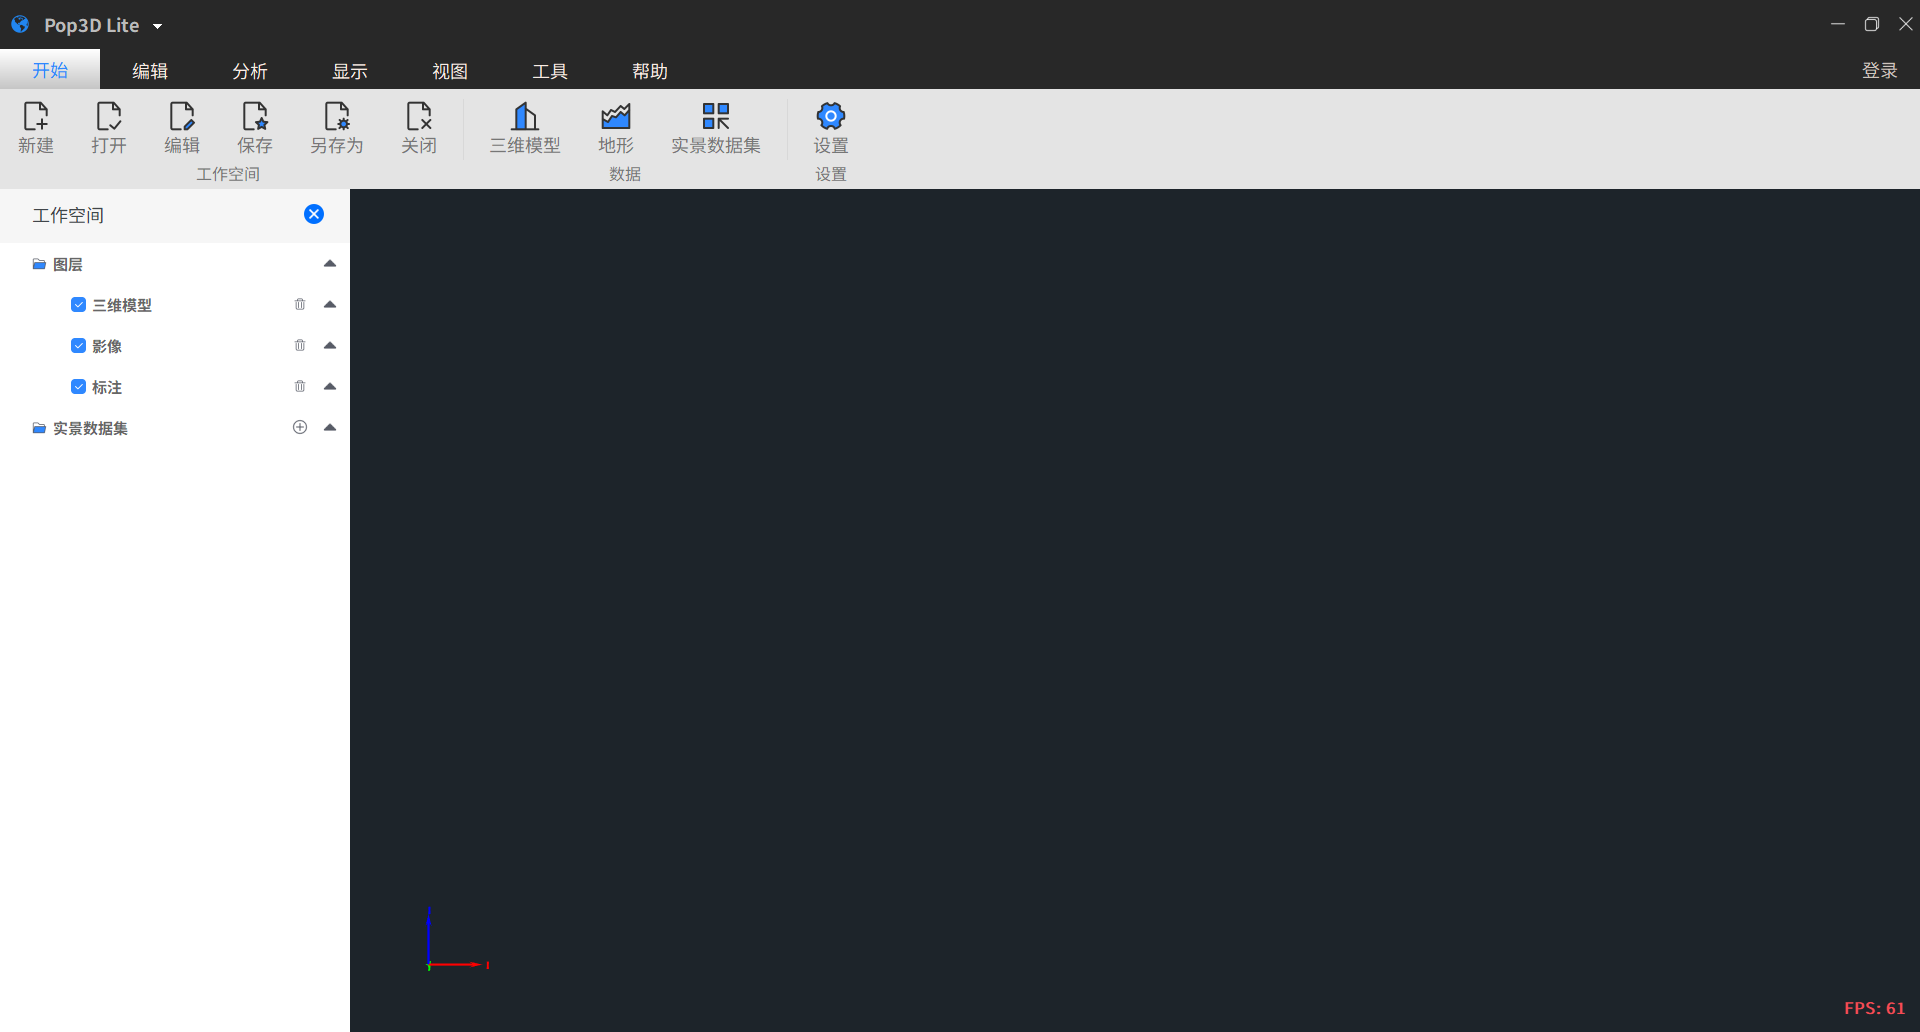 Pop3D Lite
开始 编辑 分析 显示 视图 工具 帮助 登录
新建 打开 编辑 保存 另存为 关闭 三维模型 地形 实景数据集 设置
工作空间 数据 设置
工作空间
图层
三维模型
影像
标注
实景数据集
FPS: 61